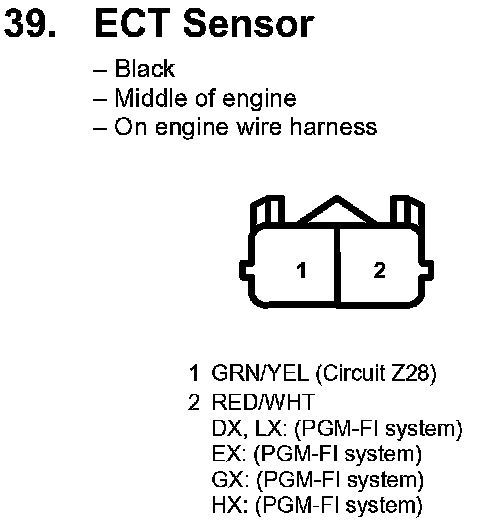 39. ECT Sensor
– Black
– Middle of engine
– On engine wire harness
1 2
1 GRN/YEL (Circuit Z28)
2 RED/WHT
DX, LX: (PGM-FI system)
EX: (PGM-FI system)
GX: (PGM-FI system)
HX: (PGM-FI system)